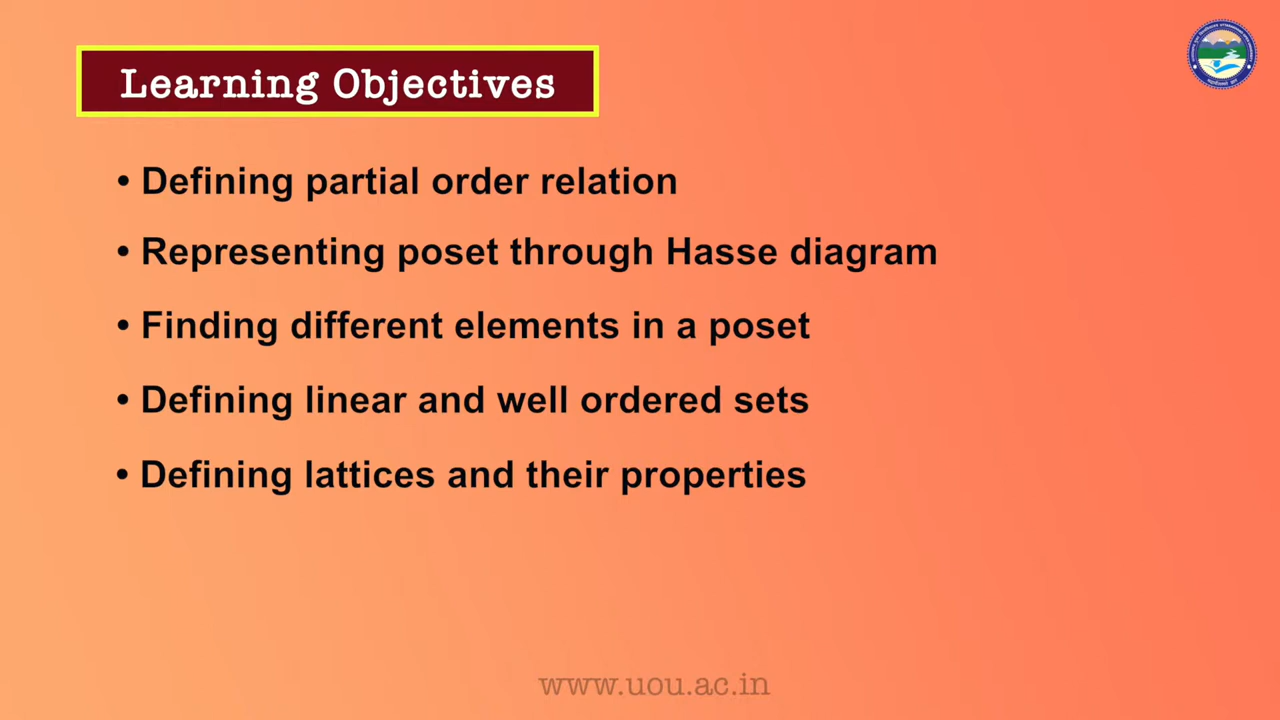 Learning Objectives
• Defining partial order relation
• Representing poset through Hasse diagram
• Finding different elements in a poset
• Defining linear and well ordered sets
• Defining lattices and their properties
www.uou.ac.in